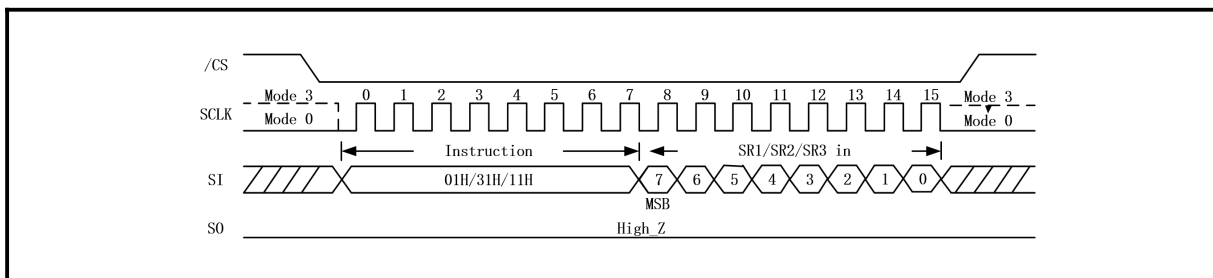 /CS
Mode 3 0 1 2 3 4 5 6 7 8 9 10 11 12 13 14 15 Mode 3
SCLK
Mode 0 Mode 0
Instruction SR1/SR2/SR3 in
SI 01H/31H/11H 7 6 5 4 3 2 1 0
MSB
SO High_Z